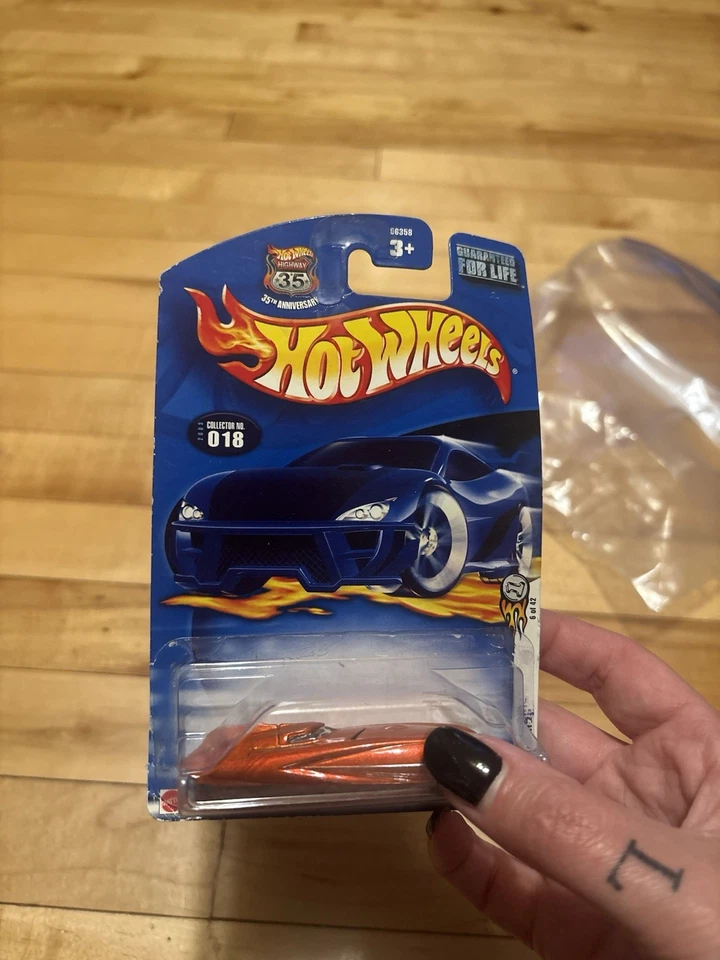 56358
3+
GUARANTEED
FOR LIFE
HOT WHEELS
HIGHWAY
35
35TH ANNIVERSARY
HOT WHEELS®
2003
COLLECTOR NO.
018
6 of 42
L